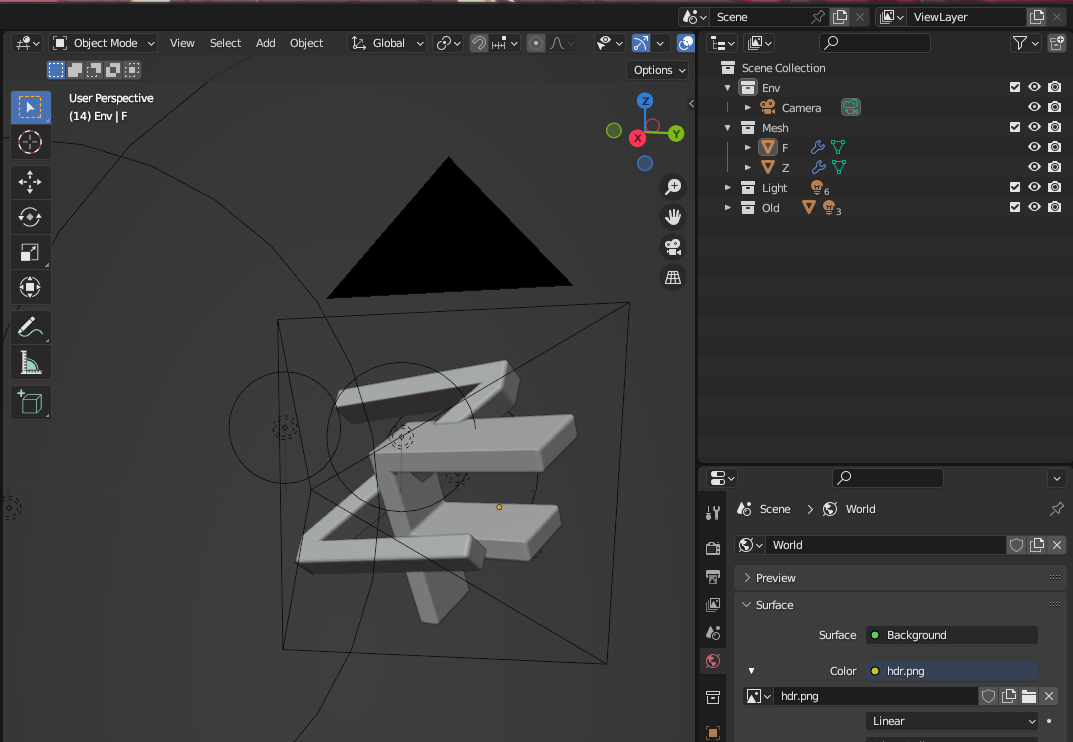 Scene
ViewLayer
Object Mode
View
Select
Add
Object
Global
Options
User Perspective
(14) Env | F
Z
X
Y
Scene Collection
Env
Camera
Mesh
F
Z
Light
6
Old
3
Scene
World
World
Preview
Surface
Surface
Background
Color
hdr.png
hdr.png
Linear